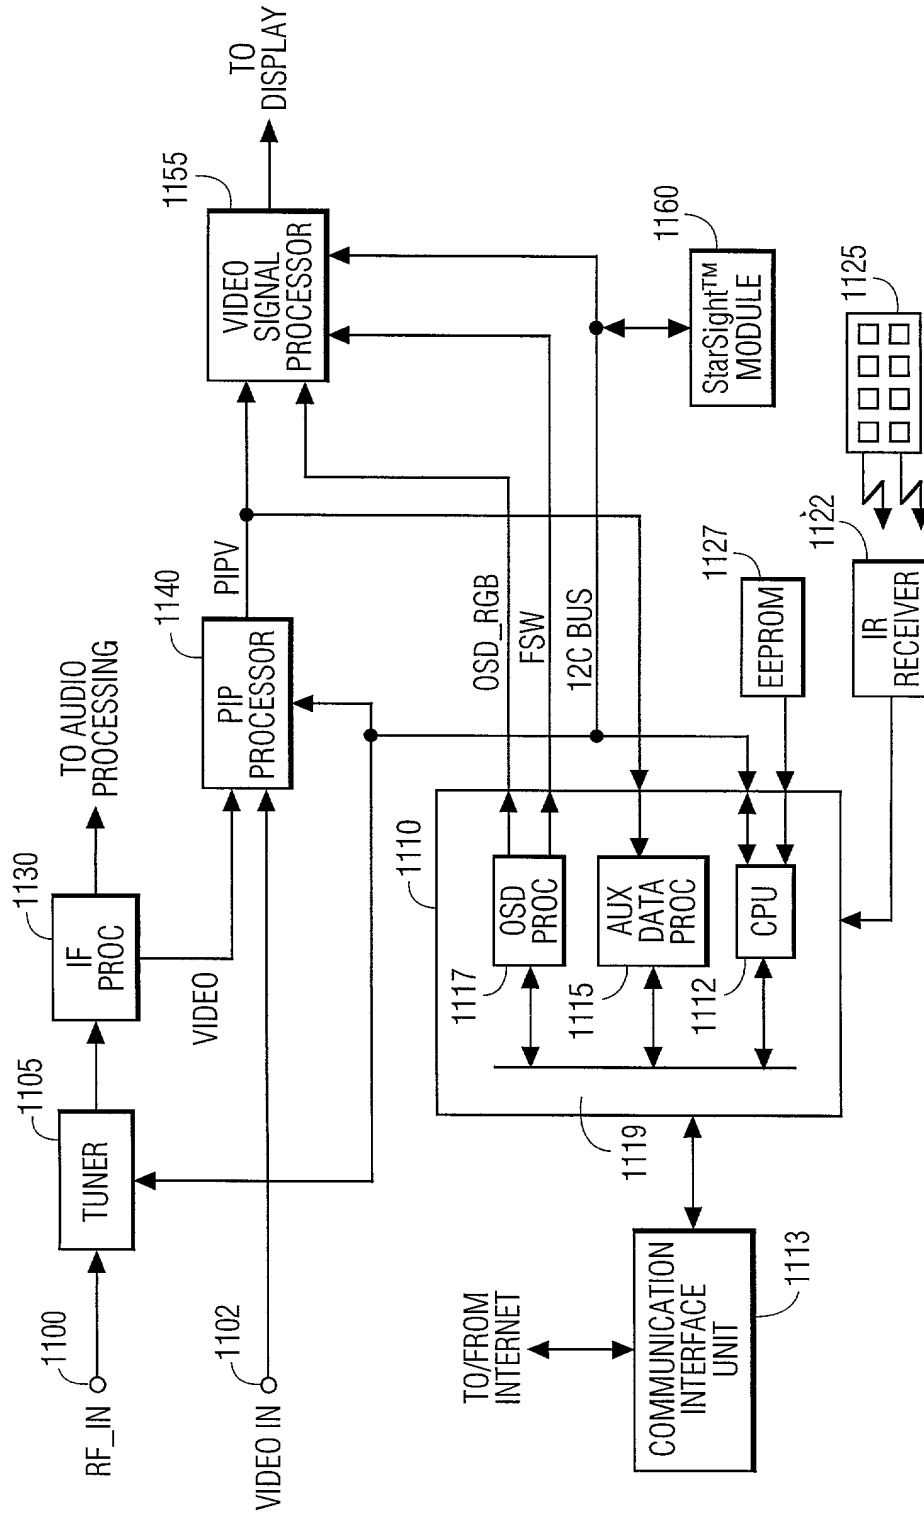 RF_IN
1100
VIDEO IN
1102
TUNER
1105
IF
PROC
1130
TO AUDIO
PROCESSING
VIDEO
PIP
PROCESSOR
1140
PIPV
VIDEO
SIGNAL
PROCESSOR
1155
TO
DISPLAY
OSD_RGB
FSW
12C BUS
StarSight™
MODULE
1160
1110
OSD
PROC
1117
AUX
DATA
PROC
1115
CPU
1112
1119
EEPROM
1127
IR
RECEIVER
1122
1125
TO/FROM
INTERNET
COMMUNICATION
INTERFACE
UNIT
1113